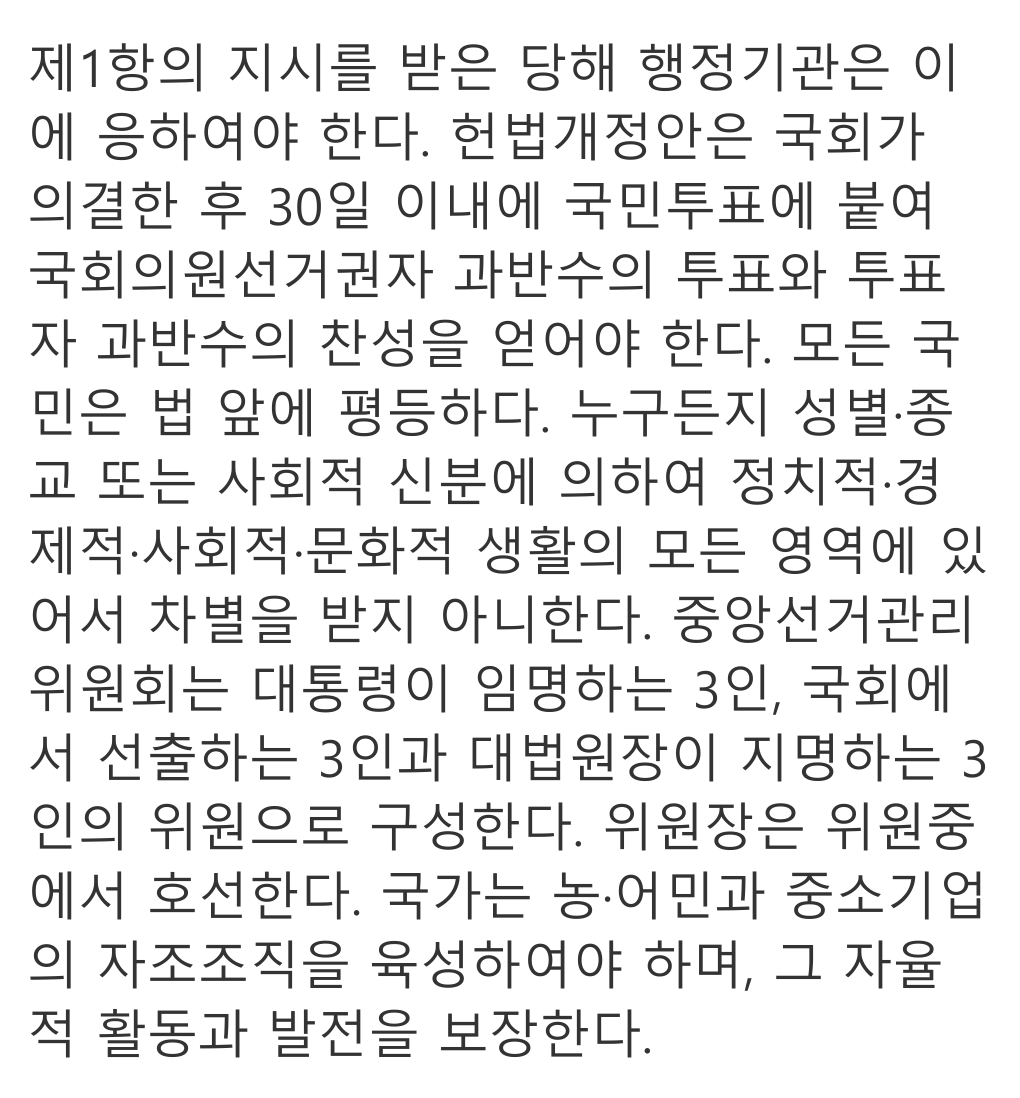 제1항의 지시를 받은 당해 행정기관은 이
에 응하여야 한다. 헌법개정안은 국회가
의결한 후 30일 이내에 국민투표에 붙여
국회의원선거권자 과반수의 투표와 투표
자 과반수의 찬성을 얻어야 한다. 모든 국
민은 법 앞에 평등하다. 누구든지 성별·종
교 또는 사회적 신분에 의하여 정치적·경
제적·사회적·문화적 생활의 모든 영역에 있
어서 차별을 받지 아니한다. 중앙선거관리
위원회는 대통령이 임명하는 3인, 국회에
서 선출하는 3인과 대법원장이 지명하는 3
인의 위원으로 구성한다. 위원장은 위원중
에서 호선한다. 국가는 농·어민과 중소기업
의 자조조직을 육성하여야 하며, 그 자율
적 활동과 발전을 보장한다.